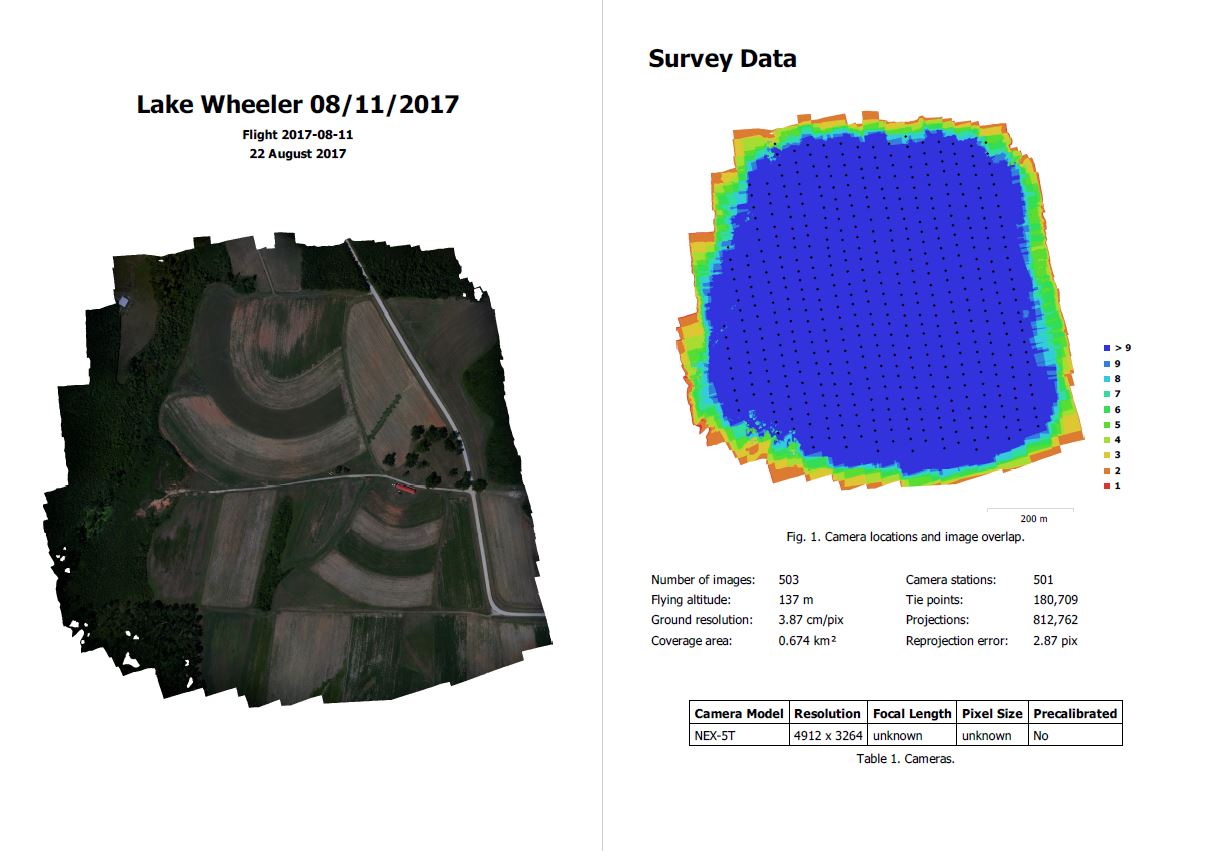 Lake Wheeler 08/11/2017
Flight 2017-08-11
22 August 2017
Survey Data
> 9
9
8
7
6
5
4
3
2
1
200 m
Fig. 1. Camera locations and image overlap.
Number of images: 503 Camera stations: 501
Flying altitude: 137 m Tie points: 180,709
Ground resolution: 3.87 cm/pix Projections: 812,762
Coverage area: 0.674 km² Reprojection error: 2.87 pix
Camera Model Resolution Focal Length Pixel Size Precalibrated
NEX-5T 4912 x 3264 unknown unknown No
Table 1. Cameras.